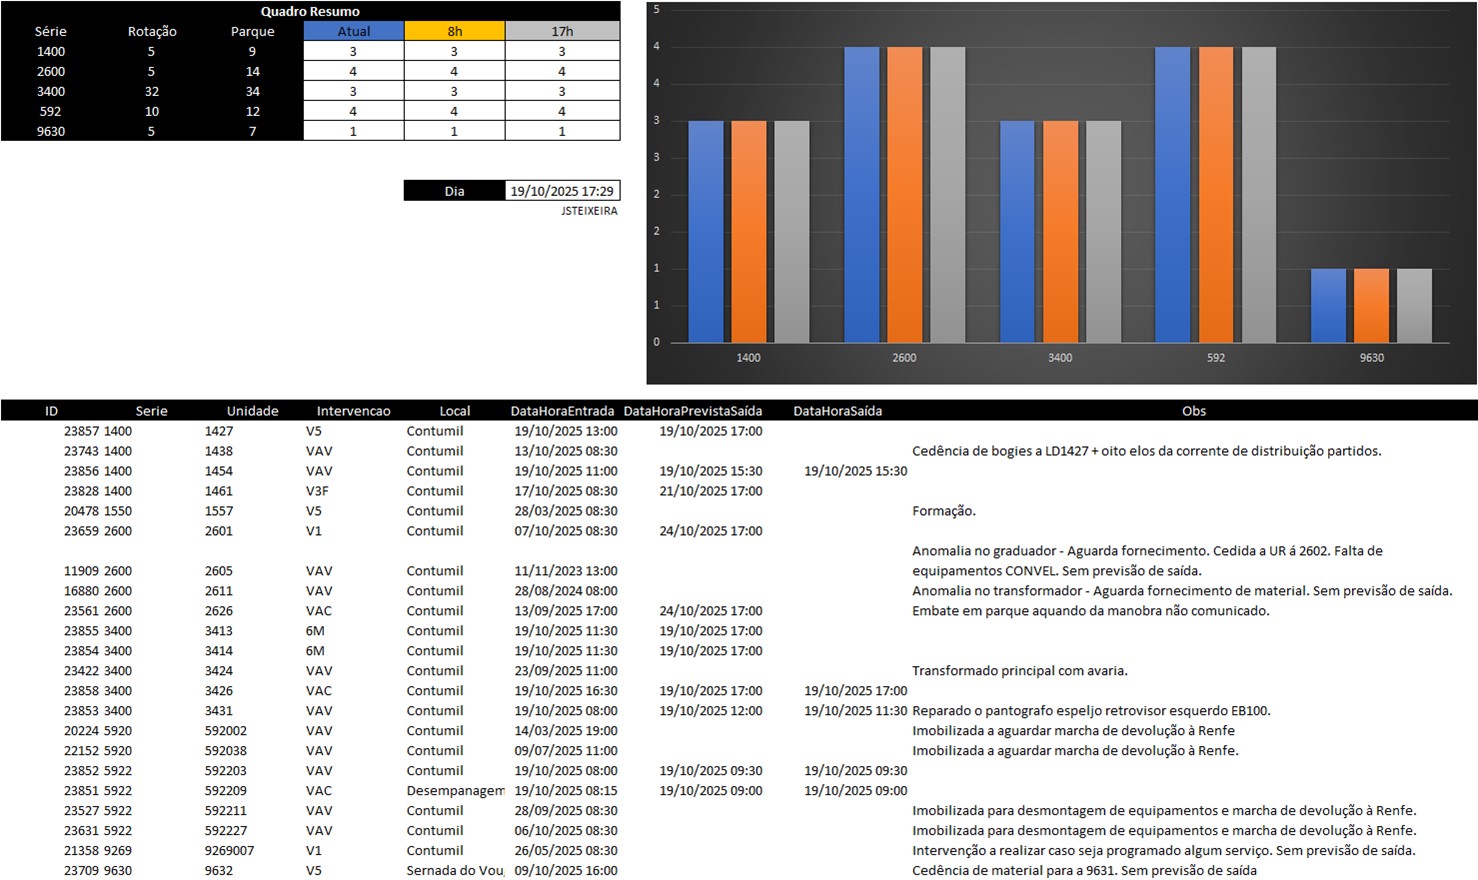 Quadro Resumo
Série Rotação Parque Atual 8h 17h
1400 5 9 3 3 3
2600 5 14 4 4 4
3400 32 34 3 3 3
592 10 12 4 4 4
9630 5 7 1 1 1
Dia 19/10/2025 17:29
JSTEIXEIRA
5
4
4
3
3
2
2
1
1
0
1400 2600 3400 592 9630
ID Serie Unidade Intervencao Local DataHoraEntrada DataHoraPrevistaSaída DataHoraSaída Obs
23857 1400 1427 V5 Contumil 19/10/2025 13:00 19/10/2025 17:00
23743 1400 1438 VAV Contumil 13/10/2025 08:30 Cedência de bogies a LD1427 + oito elos da corrente de distribuição partidos.
23856 1400 1454 VAV Contumil 19/10/2025 11:00 19/10/2025 15:30 19/10/2025 15:30
23828 1400 1461 V3F Contumil 17/10/2025 08:30 21/10/2025 17:00
20478 1550 1557 V5 Contumil 28/03/2025 08:30 Formação.
23659 2600 2601 V1 Contumil 07/10/2025 08:30 24/10/2025 17:00
Anomalia no graduador - Aguarda fornecimento. Cedida a UR á 2602. Falta de
11909 2600 2605 VAV Contumil 11/11/2023 13:00 equipamentos CONVEL. Sem previsão de saída.
16880 2600 2611 VAV Contumil 28/08/2024 08:00 Anomalia no transformador - Aguarda fornecimento de material. Sem previsão de saída.
23561 2600 2626 VAC Contumil 13/09/2025 17:00 24/10/2025 17:00 Embate em parque aquando da manobra não comunicado.
23855 3400 3413 6M Contumil 19/10/2025 11:30 19/10/2025 17:00
23854 3400 3414 6M Contumil 19/10/2025 11:30 19/10/2025 17:00
23422 3400 3424 VAV Contumil 23/09/2025 11:00 Transformado principal com avaria.
23858 3400 3426 VAC Contumil 19/10/2025 16:30 19/10/2025 17:00 19/10/2025 17:00
23853 3400 3431 VAV Contumil 19/10/2025 08:00 19/10/2025 12:00 19/10/2025 11:30 Reparado o pantografo espeljo retrovisor esquerdo EB100.
20224 5920 592002 VAV Contumil 14/03/2025 19:00 Imobilizada a aguardar marcha de devolução à Renfe
22152 5920 592038 VAV Contumil 09/07/2025 11:00 Imobilizada a aguardar marcha de devolução à Renfe.
23852 5922 592203 VAV Contumil 19/10/2025 08:00 19/10/2025 09:30 19/10/2025 09:30
23851 5922 592209 VAC Desempanagem 19/10/2025 08:15 19/10/2025 09:00 19/10/2025 09:00
23527 5922 592211 VAV Contumil 28/09/2025 08:30 Imobilizada para desmontagem de equipamentos e marcha de devolução à Renfe.
23631 5922 592227 VAV Contumil 06/10/2025 08:30 Imobilizada para desmontagem de equipamentos e marcha de devolução à Renfe.
21358 9269 9269007 V1 Contumil 26/05/2025 08:30 Intervenção a realizar caso seja programado algum serviço. Sem previsão de saída.
23709 9630 9632 V5 Sernada do Vou 09/10/2025 16:00 Cedência de material para a 9631. Sem previsão de saída